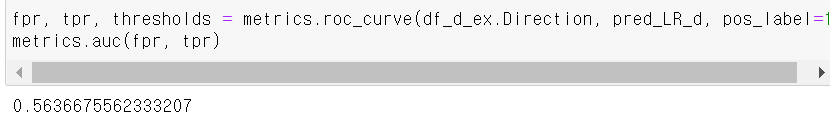 fpr, tpr, thresholds = metrics.roc_curve(df_d_ex.Direction, pred_LR_d, pos_label=1
metrics.auc(fpr, tpr)
0.5636675562333207